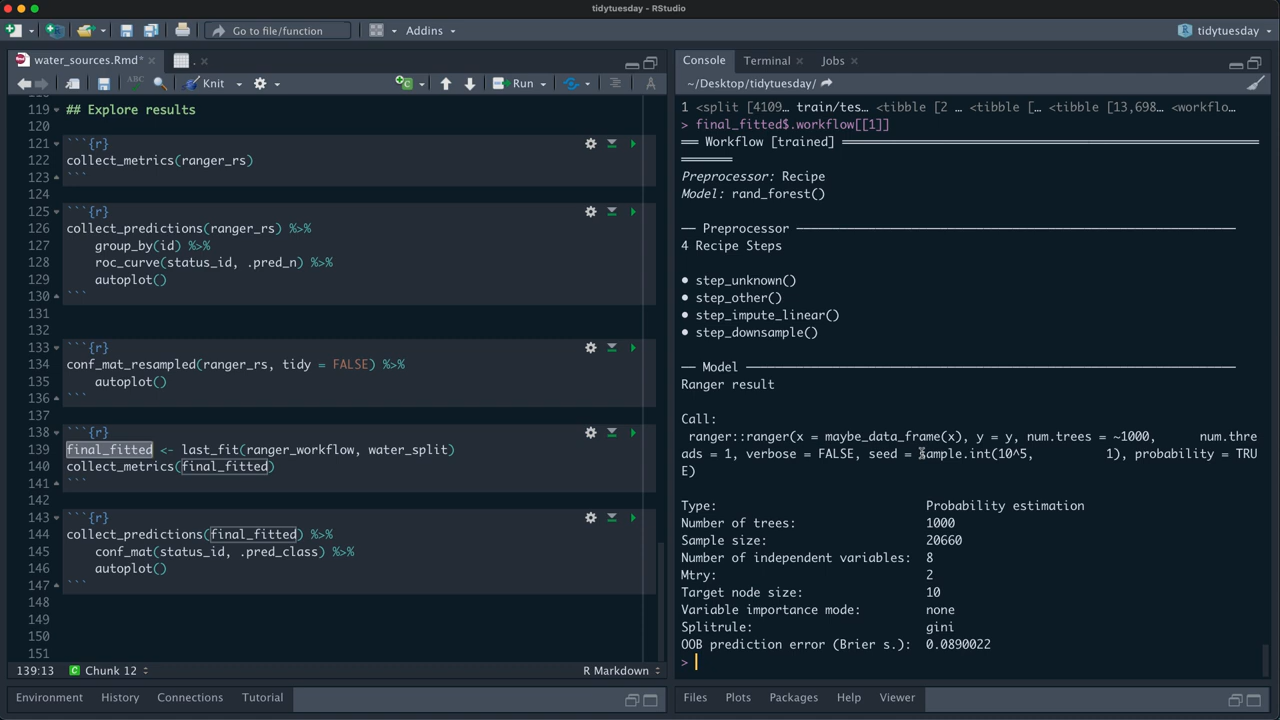 tidytuesday - RStudio
Go to file/function
Addins
tidytuesday
water_sources.Rmd*
.
ABC
Knit
Run
118
119 ## Explore results
120
121 ```{r}
122 collect_metrics(ranger_rs)
123 ```
124
125 ```{r}
126 collect_predictions(ranger_rs) %>%
127 group_by(id) %>%
128 roc_curve(status_id, .pred_n) %>%
129 autoplot()
130 ```
131
132
133 ```{r}
134 conf_mat_resampled(ranger_rs, tidy = FALSE) %>%
135 autoplot()
136 ```
137
138 ```{r}
139 final_fitted <- last_fit(ranger_workflow, water_split)
140 collect_metrics(final_fitted)
141 ```
142
143 ```{r}
144 collect_predictions(final_fitted) %>%
145 conf_mat(status_id, .pred_class) %>%
146 autoplot()
147 ```
148
149
150
151
139:13 Chunk 12 R Markdown
Environment History Connections Tutorial
Console Terminal Jobs
~/Desktop/tidytuesday/
1 <split [4109… train/tes… <tibble [2 … <tibble [… <tibble [13,698… <workflo…
> final_fitted$.workflow[[1]]
══ Workflow [trained] ══════════
══════
Preprocessor: Recipe
Model: rand_forest()
── Preprocessor ──────────
4 Recipe Steps
• step_unknown()
• step_other()
• step_impute_linear()
• step_downsample()
── Model ──────────
Ranger result
Call:
ranger::ranger(x = maybe_data_frame(x), y = y, num.trees = ~1000, num.thre
ads = 1, verbose = FALSE, seed = sample.int(10^5, 1), probability = TRU
E)
Type: Probability estimation
Number of trees: 1000
Sample size: 20660
Number of independent variables: 8
Mtry: 2
Target node size: 10
Variable importance mode: none
Splitrule: gini
OOB prediction error (Brier s.): 0.0890022
>
Files Plots Packages Help Viewer